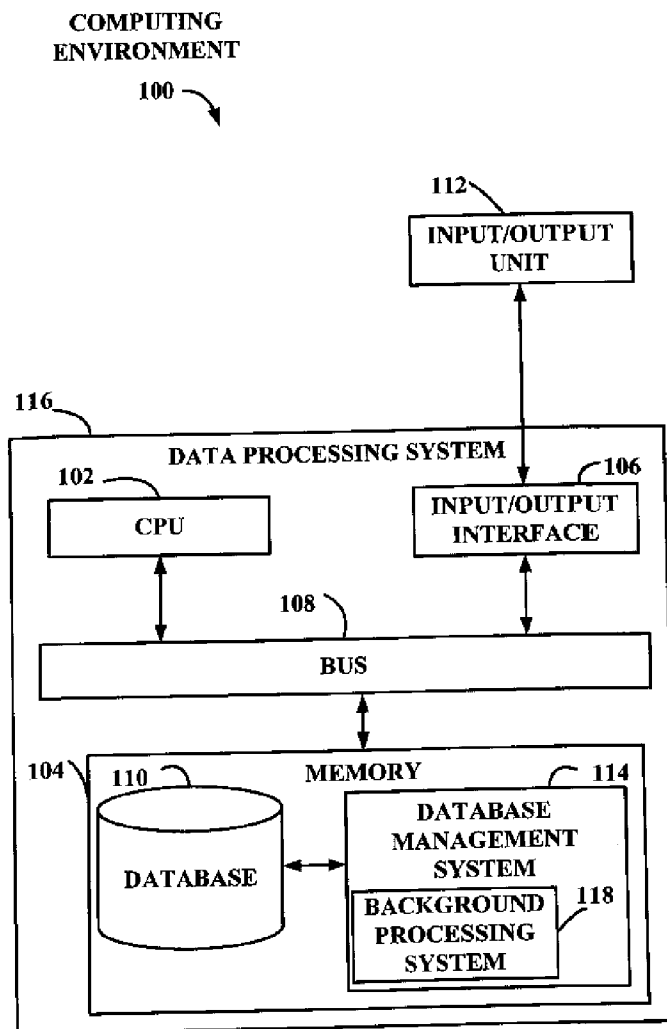 COMPUTING
ENVIRONMENT
100
112
INPUT/OUTPUT
UNIT
116
DATA PROCESSING SYSTEM
102
106
CPU
INPUT/OUTPUT
INTERFACE
108
BUS
104
110
MEMORY
114
DATABASE
DATABASE
MANAGEMENT
SYSTEM
BACKGROUND
PROCESSING
SYSTEM
118